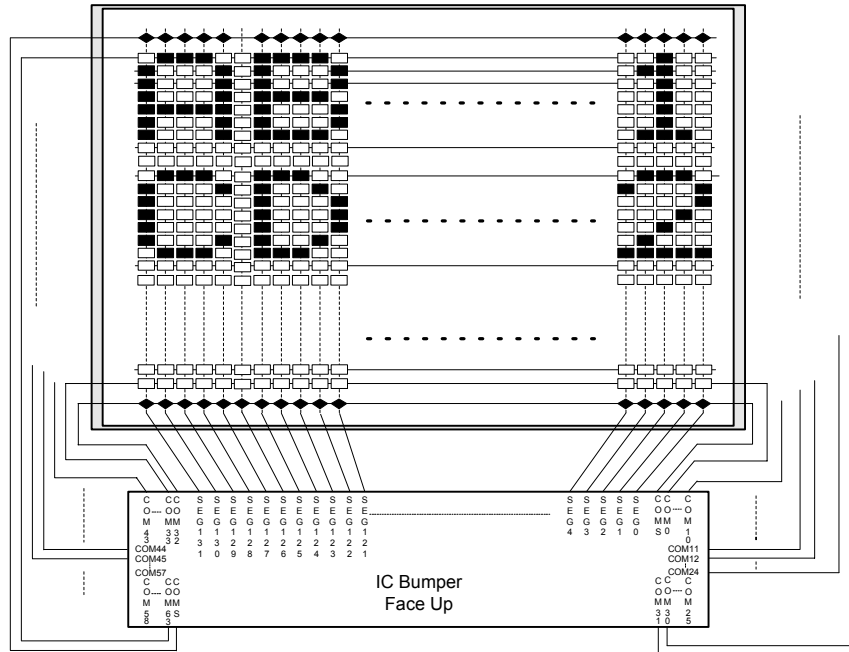 A B 1
C D 2
COM43 COM33 COM32 SEG131 SEG130 SEG129 SEG128 SEG127 SEG126 SEG125 SEG124 SEG123 SEG122 SEG121 SEG4 SEG3 SEG2 SEG1 SEG0 COMS COM0 COM10
COM44 COM11
COM45 COM12
COM57 COM24
COM58 COM63 COMS COM31 COM30 COM25
IC Bumper
Face Up